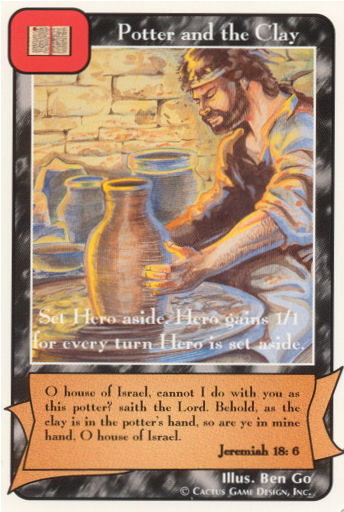 Potter and the Clay
Set Hero aside. Hero gains 1/1
for every turn Hero is set aside.
O house of Israel, cannot I do with you as
this potter? saith the Lord. Behold, as the
clay is in the potter's hand, so are ye in mine
hand, O house of Israel.
Jeremiah 18: 6
Illus. Ben Go
© Cactus Game Design, Inc.